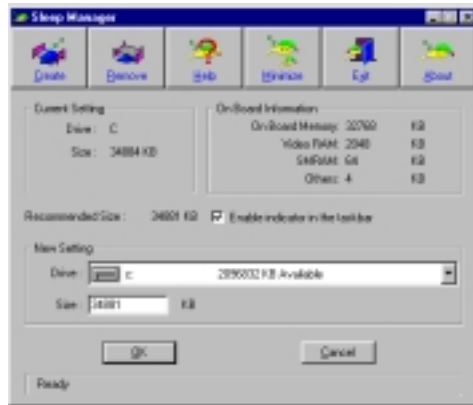 Sleep Manager
Create Remove Help Minimize Exit About
Current Setting
Drive : C
Size : 34884 KB
On Board Information
On Board Memory: 32768 KB
Video RAM: 2048 KB
SMRAM: 64 KB
Others: 4 KB
Recommended Size : 34881 KB Enable indicator in the taskbar
New Setting
Drive : c: 2096832 KB Available
Size : 34881 KB
OK Cancel
Ready